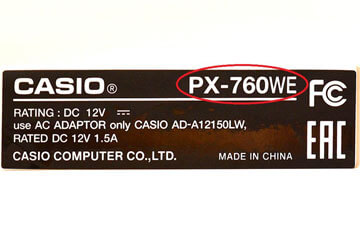 CASIO® PX-760WE FC
RATING : DC 12V ⎓
use AC ADAPTOR only CASIO AD-A12150LW,
RATED DC 12V 1.5A
CASIO COMPUTER CO.,LTD. MADE IN CHINA EAC